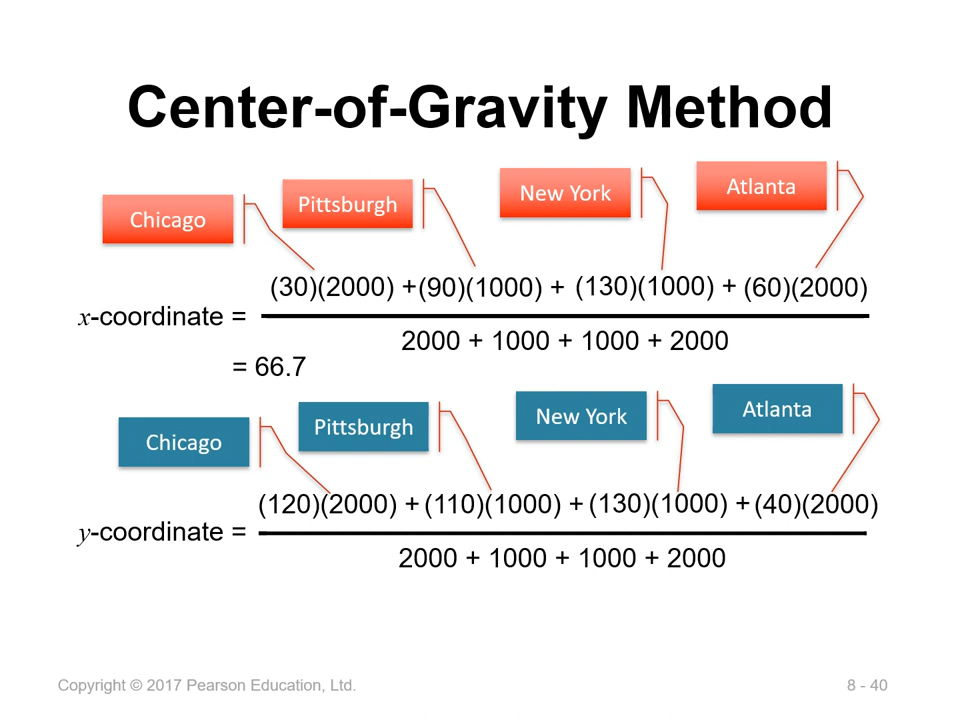 Center-of-Gravity Method
Chicago
Pittsburgh
New York
Atlanta
x-coordinate =
(30)(2000) + (90)(1000) + (130)(1000) + (60)(2000)
2000 + 1000 + 1000 + 2000
= 66.7
Chicago
Pittsburgh
New York
Atlanta
y-coordinate =
(120)(2000) + (110)(1000) + (130)(1000) + (40)(2000)
2000 + 1000 + 1000 + 2000
Copyright © 2017 Pearson Education, Ltd.
8 - 40